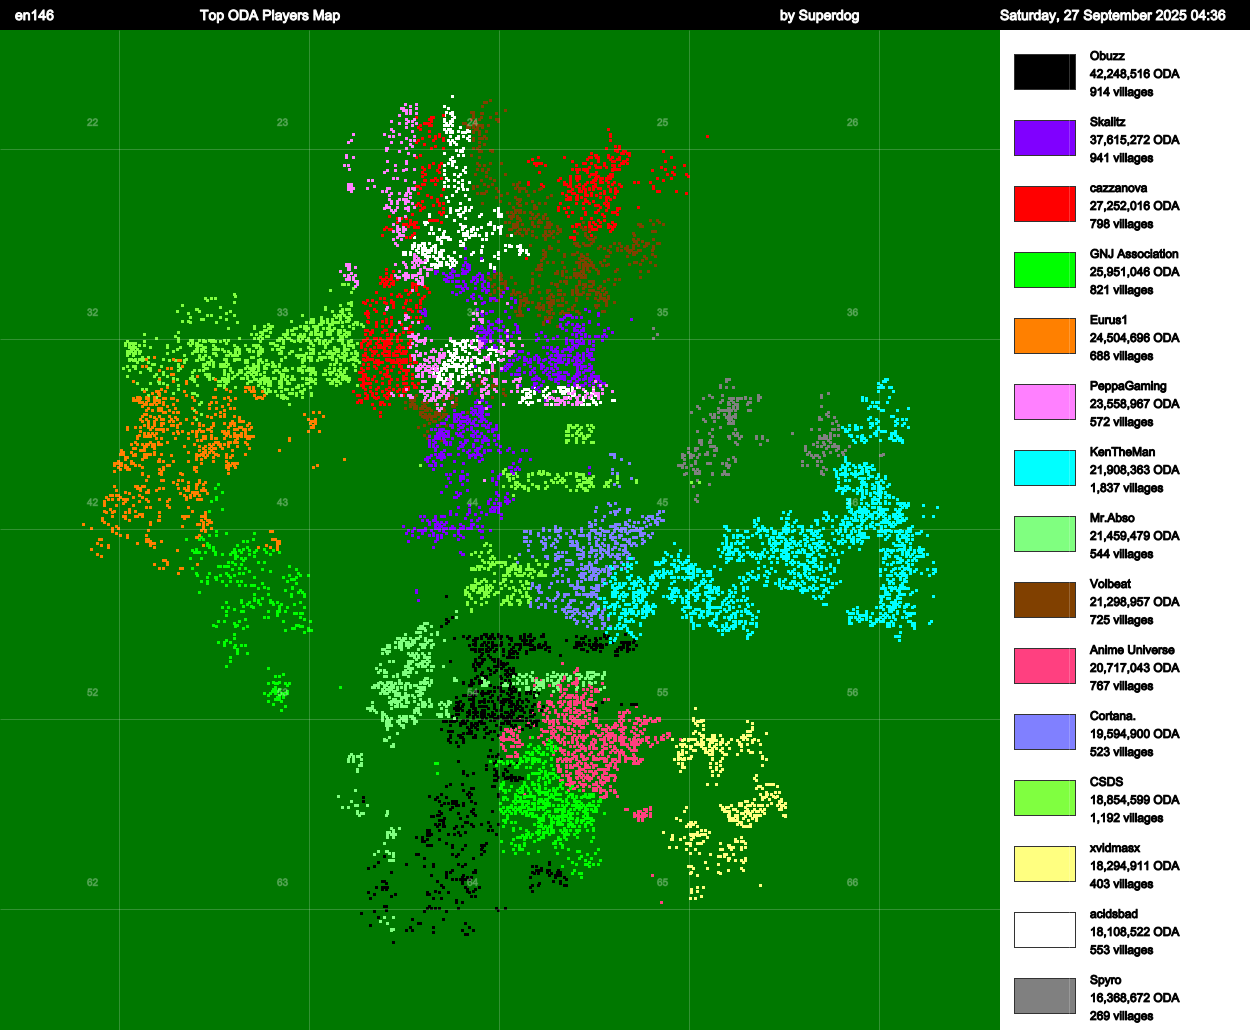 en146 Top ODA Players Map by Superdog Saturday, 27 September 2025 04:36
Obuzz
42,248,516 ODA
914 villages
22 23 24 25 26
Skalitz
37,615,272 ODA
941 villages
cazzanova
27,252,016 ODA
798 villages
GNJ Association
25,951,046 ODA
821 villages
32 33 35 36
Eurus1
24,504,696 ODA
688 villages
PeppaGaming
23,558,967 ODA
572 villages
KenTheMan
21,908,363 ODA
1,837 villages
42 43 44 45
Mr.Abso
21,459,479 ODA
544 villages
Volbeat
21,298,957 ODA
725 villages
Anime Universe
20,717,043 ODA
767 villages
52 53 55 56
Cortana.
19,594,900 ODA
523 villages
CSDS
18,854,599 ODA
1,192 villages
xvidmasx
18,294,911 ODA
403 villages
62 63 64 65 66
acidsbad
18,108,522 ODA
553 villages
Spyro
16,368,672 ODA
269 villages